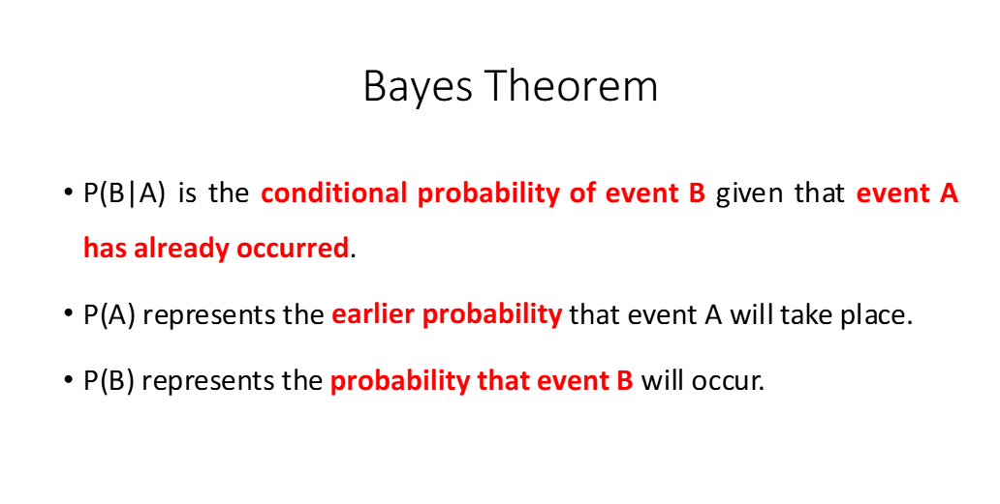 Bayes Theorem
• P(B|A) is the conditional probability of event B given that event A
has already occurred.
• P(A) represents the earlier probability that event A will take place.
• P(B) represents the probability that event B will occur.